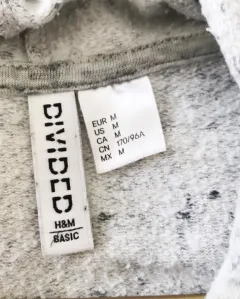 DIVIDED
H&M
BASIC
EUR M
US M
CA M
CN 170/96A
MX M